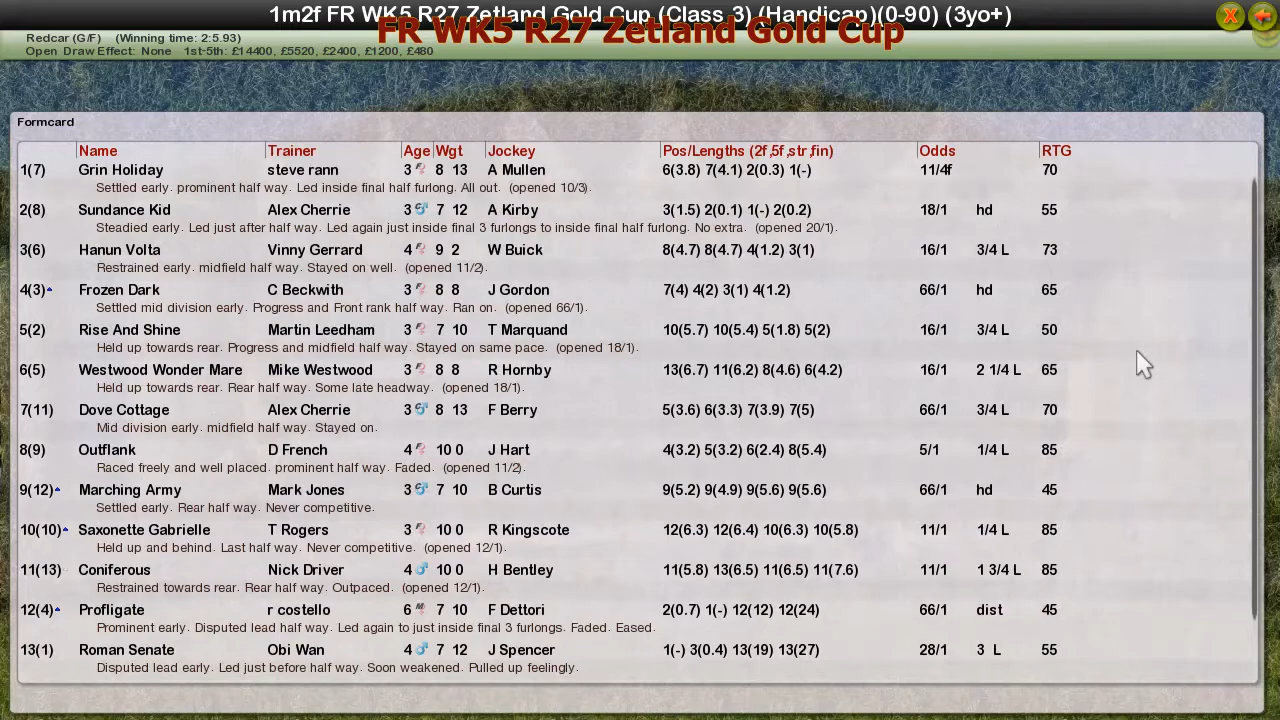 1m2f FR WK5 R27 Zetland Gold Cup (Class 3) (Handicap)(0-90) (3yo+)
FR WK5 R27 Zetland Gold Cup
Redcar (G/F) (Winning time: 2:5.93)
Open Draw Effect: None 1st-5th: £14400, £5520, £2400, £1200, £480
X
Formcard
Name Trainer Age Wgt Jockey Pos/Lengths (2f,5f,str,fin) Odds RTG
1(7) Grin Holiday steve rann 3 8 13 A Mullen 6(3.8) 7(4.1) 2(0.3) 1(-) 11/4f 70
Settled early. prominent half way. Led inside final half furlong. All out. (opened 10/3).
2(8) Sundance Kid Alex Cherrie 3 7 12 A Kirby 3(1.5) 2(0.1) 1(-) 2(0.2) 18/1 hd 55
Steadied early. Led just after half way. Led again just inside final 3 furlongs to inside final half furlong. No extra. (opened 20/1).
3(6) Hanun Volta Vinny Gerrard 4 9 2 W Buick 8(4.7) 8(4.7) 4(1.2) 3(1) 16/1 3/4 L 73
Restrained early. midfield half way. Stayed on well. (opened 11/2).
4(3) Frozen Dark C Beckwith 3 8 8 J Gordon 7(4) 4(2) 3(1) 4(1.2) 66/1 hd 65
Settled mid division early. Progress and Front rank half way. Ran on. (opened 66/1).
5(2) Rise And Shine Martin Leedham 3 7 10 T Marquand 10(5.7) 10(5.4) 5(1.8) 5(2) 16/1 3/4 L 50
Held up towards rear. Progress and midfield half way. Stayed on same pace. (opened 18/1).
6(5) Westwood Wonder Mare Mike Westwood 3 8 8 R Hornby 13(6.7) 11(6.2) 8(4.6) 6(4.2) 16/1 2 1/4 L 65
Held up towards rear. Rear half way. Some late headway. (opened 18/1).
7(11) Dove Cottage Alex Cherrie 3 8 13 F Berry 5(3.6) 6(3.3) 7(3.9) 7(5) 66/1 3/4 L 70
Mid division early. midfield half way. Stayed on.
8(9) Outflank D French 4 10 0 J Hart 4(3.2) 5(3.2) 6(2.4) 8(5.4) 5/1 1/4 L 85
Raced freely and well placed. prominent half way. Faded. (opened 11/2).
9(12) Marching Army Mark Jones 3 7 10 B Curtis 9(5.2) 9(4.9) 9(5.6) 9(5.6) 66/1 hd 45
Settled early. Rear half way. Never competitive.
10(10) Saxonette Gabrielle T Rogers 3 10 0 R Kingscote 12(6.3) 12(6.4) 10(6.3) 10(5.8) 11/1 1/4 L 85
Held up and behind. Last half way. Never competitive. (opened 12/1).
11(13) Coniferous Nick Driver 4 10 0 H Bentley 11(5.8) 13(6.5) 11(6.5) 11(7.6) 11/1 1 3/4 L 85
Restrained towards rear. Rear half way. Outpaced. (opened 12/1).
12(4) Profligate r costello 6 7 10 F Dettori 2(0.7) 1(-) 12(12) 12(24) 66/1 dist 45
Prominent early. Disputed lead half way. Led again to just inside final 3 furlongs. Faded. Eased.
13(1) Roman Senate Obi Wan 4 7 12 J Spencer 1(-) 3(0.4) 13(19) 13(27) 28/1 3 L 55
Disputed lead early. Led just before half way. Soon weakened. Pulled up feelingly.